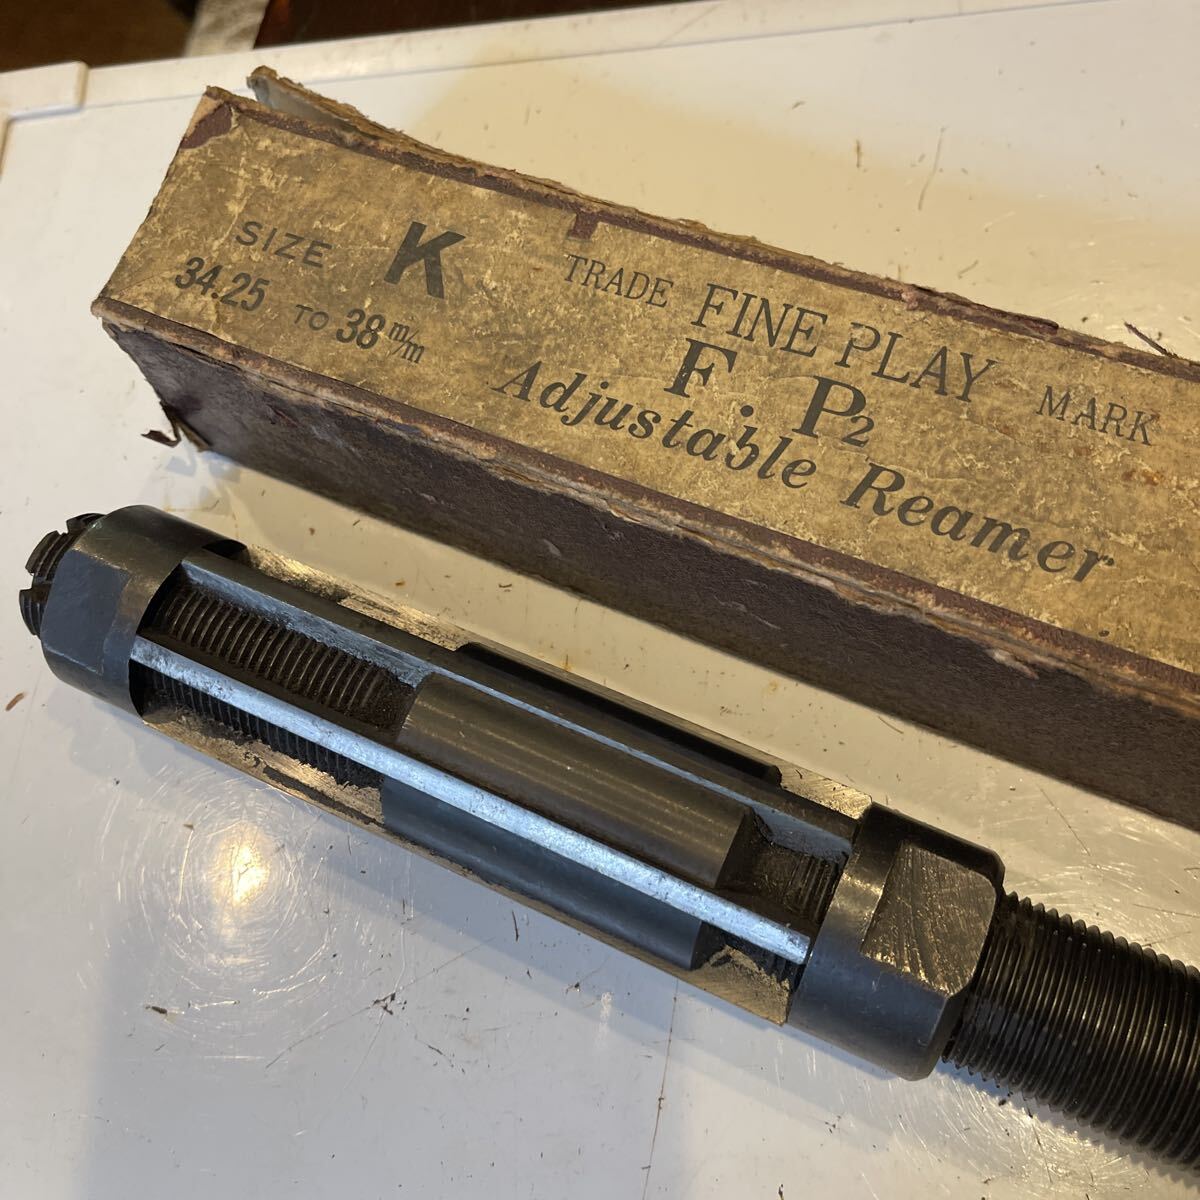 SIZE K
34.25 TO 38 m/m
TRADE FINE PLAY MARK
F. P2
Adjustable Reamer